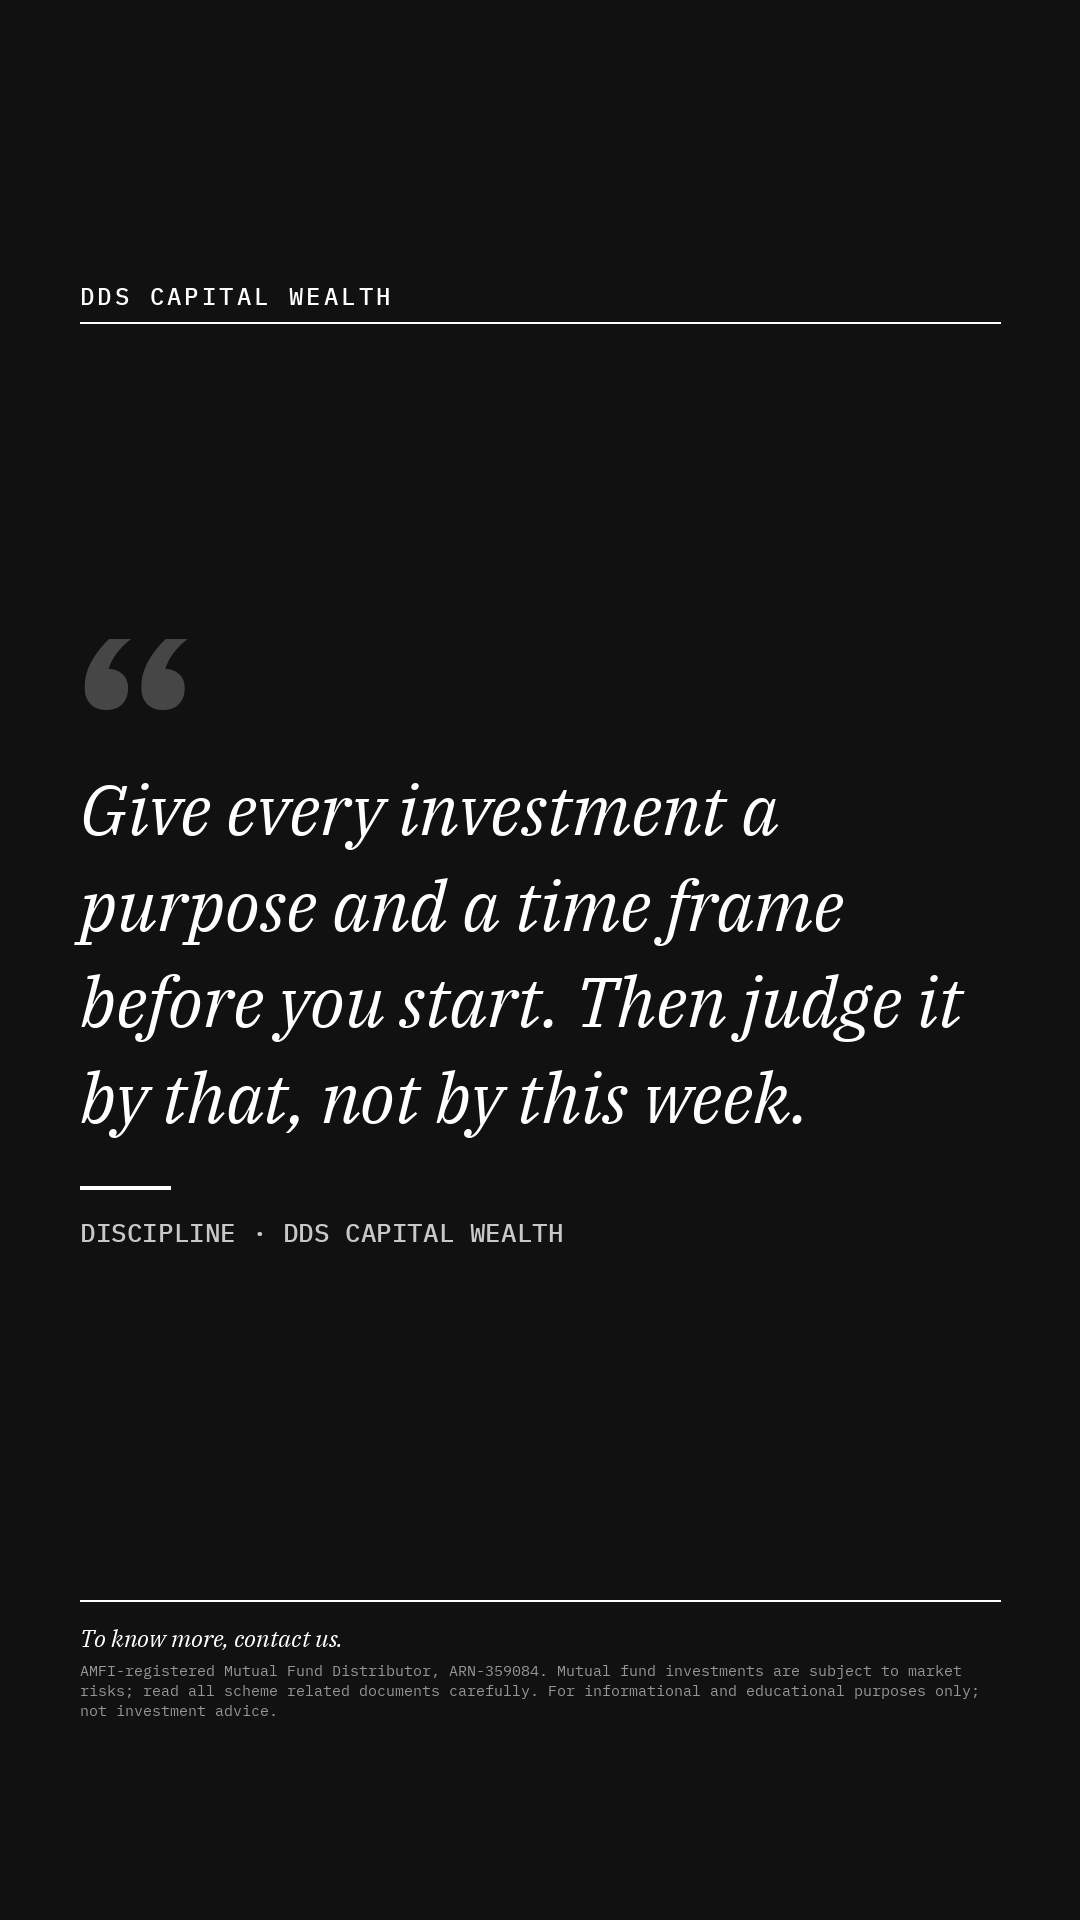 DDS CAPITAL WEALTH
“
Give every investment a
purpose and a time frame
before you start. Then judge it
by that, not by this week.
DISCIPLINE · DDS CAPITAL WEALTH
To know more, contact us.
AMFI-registered Mutual Fund Distributor, ARN-359084. Mutual fund investments are subject to market
risks; read all scheme related documents carefully. For informational and educational purposes only;
not investment advice.